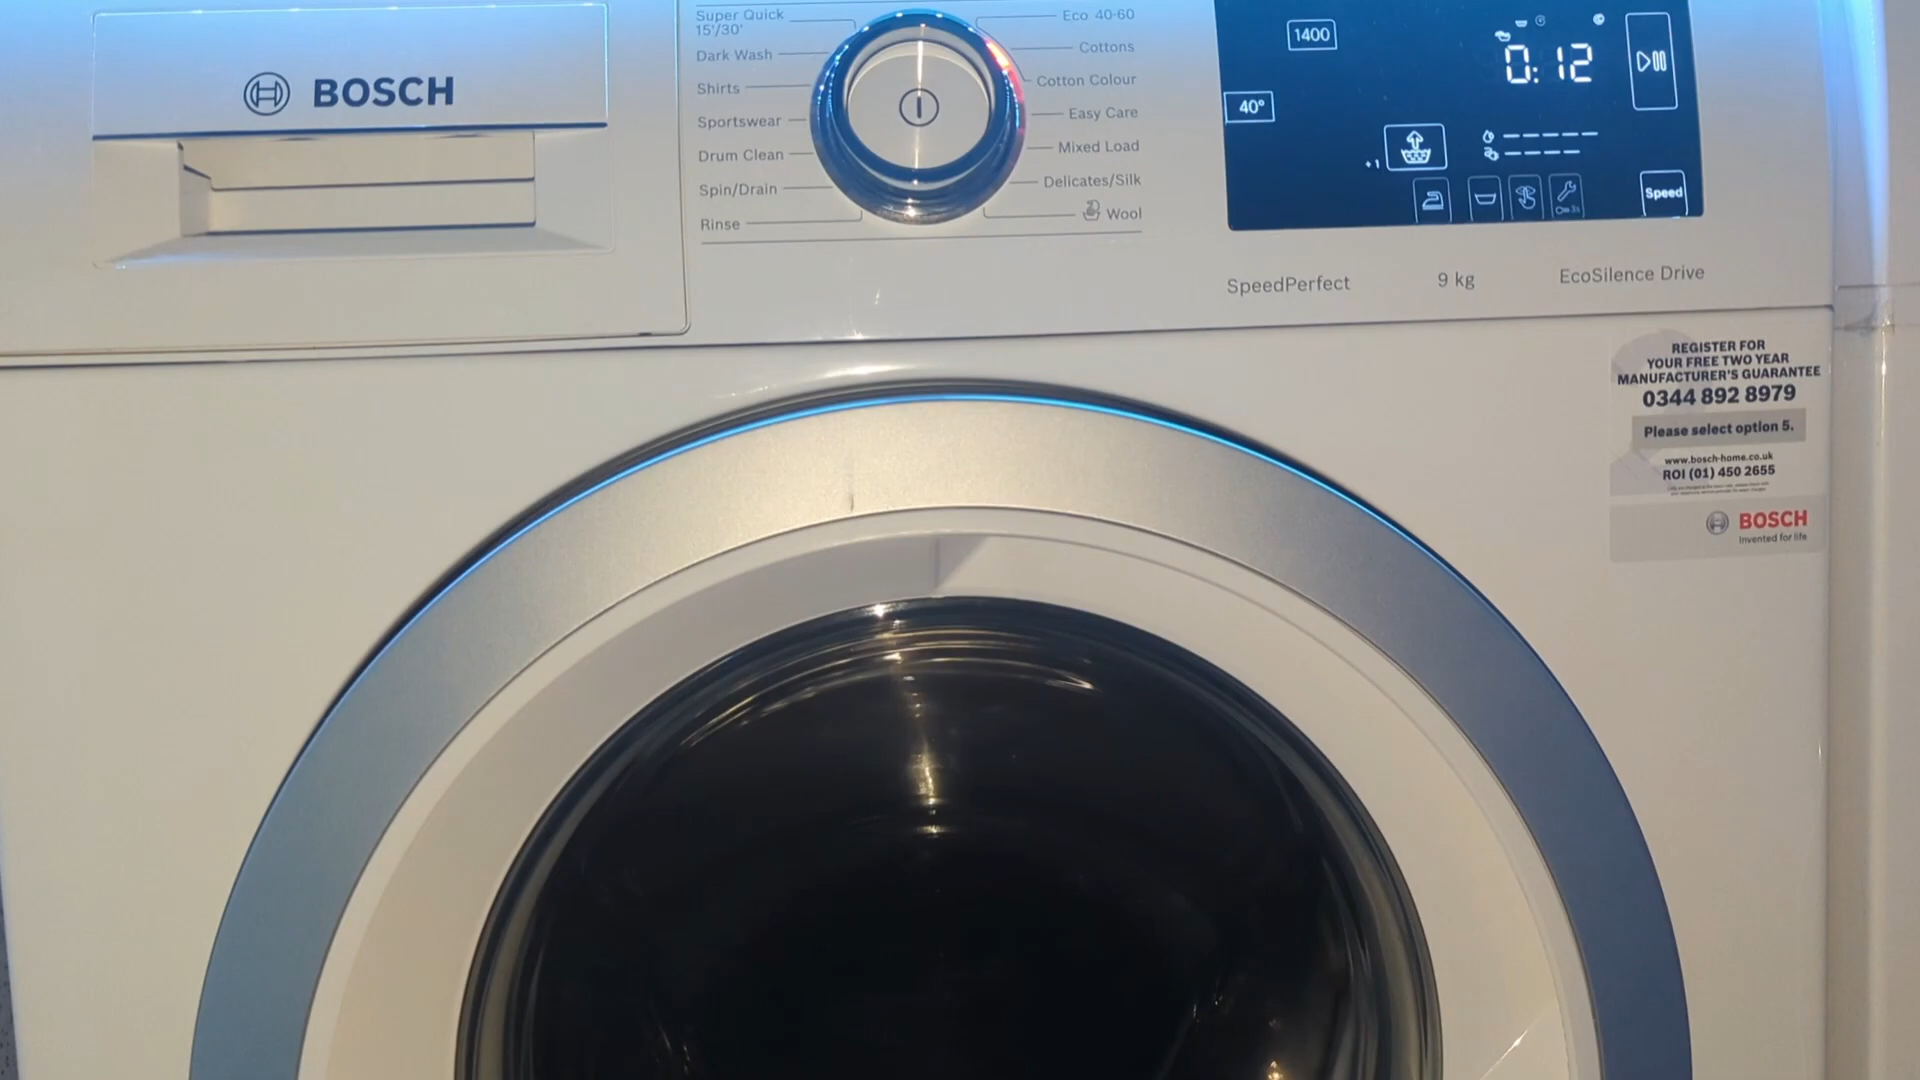 BOSCH
Super Quick
15'/30'
Dark Wash
Shirts
Sportswear
Drum Clean
Spin/Drain
Rinse
Eco 40-60
Cottons
Cotton Colour
Easy Care
Mixed Load
Delicates/Silk
Wool
1400
0:12
40°
+1
3s
Speed
SpeedPerfect
9 kg
EcoSilence Drive
REGISTER FOR
YOUR FREE TWO YEAR
MANUFACTURER'S GUARANTEE
0344 892 8979
Please select option 5.
www.bosch-home.co.uk
ROI (01) 450 2655
BOSCH
Invented for life